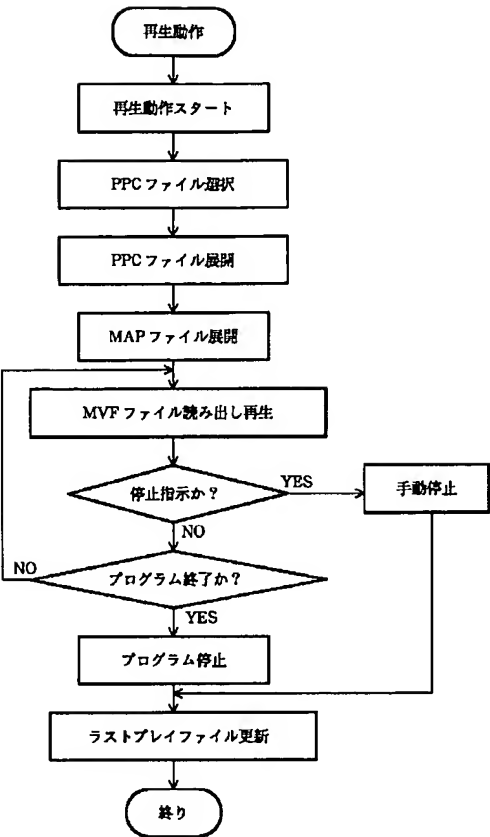 再生動作
再生動作スタート
PPCファイル選択
PPCファイル展開
MAPファイル展開
MVFファイル読み出し再生
停止指示か？
YES
手動停止
NO
プログラム終了か？
NO
YES
プログラム停止
ラストプレイファイル更新
終り